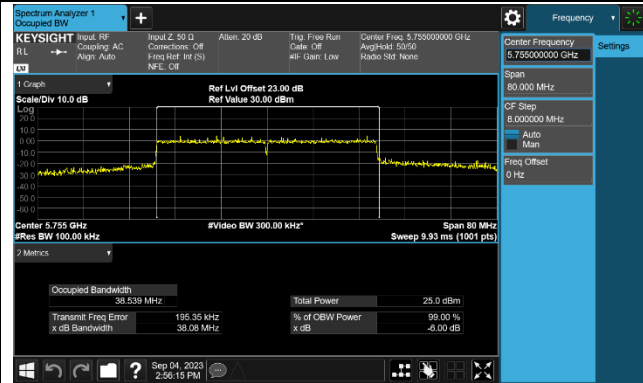 Spectrum Analyzer 1
Occupied BW
Frequency
KEYSIGHT
RL
LXI
Input: RF
Coupling: AC
Align: Auto
Input Z: 50 Ω
Corrections: Off
Freq Ref: Int (S)
NFE: Off
Atten: 20 dB
Trig: Free Run
Gate: Off
#IF Gain: Low
Center Freq: 5.755000000 GHz
Avg|Hold: 50/50
Radio Std: None
Center Frequency
5.755000000 GHz
Settings
Span
80.000 MHz
CF Step
8.000000 MHz
Auto
Man
Freq Offset
0 Hz
1 Graph
Scale/Div 10.0 dB
Ref Lvl Offset 23.00 dB
Ref Value 30.00 dBm
Log
20.0
10.0
0.00
-10.0
-20.0
-30.0
-40.0
-50.0
-60.0
Center 5.755 GHz
#Video BW 300.00 kHz*
Span 80 MHz
#Res BW 100.00 kHz
Sweep 9.93 ms (1001 pts)
2 Metrics
Occupied Bandwidth
38.539 MHz
Total Power
25.0 dBm
Transmit Freq Error
195.35 kHz
% of OBW Power
99.00 %
x dB Bandwidth
38.08 MHz
x dB
-6.00 dB
?
Sep 04, 2023
2:56:15 PM